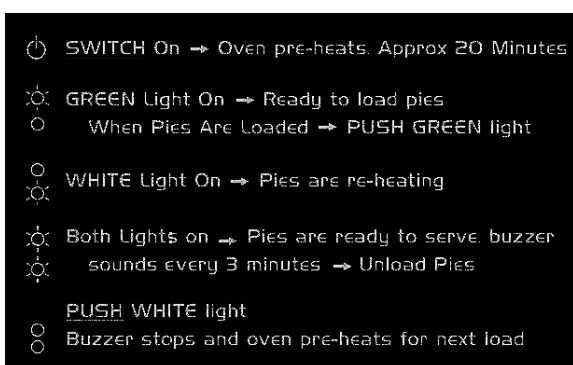 SWITCH On → Oven pre-heats. Approx 20 Minutes
GREEN Light On → Ready to load pies
When Pies Are Loaded → PUSH GREEN light
WHITE Light On → Pies are re-heating
Both Lights on → Pies are ready to serve. buzzer
sounds every 3 minutes → Unload Pies
PUSH WHITE light
Buzzer stops and oven pre-heats for next load